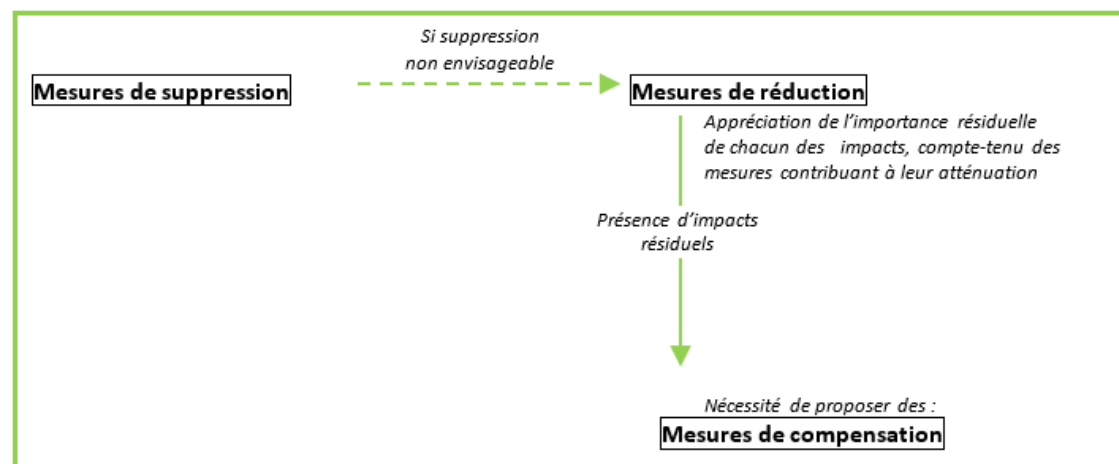 Si suppression
non envisageable
Mesures de suppression
Mesures de réduction
Appréciation de l’importance résiduelle
de chacun des impacts, compte-tenu des
mesures contribuant à leur atténuation
Présence d’impacts
résiduels
Nécessité de proposer des :
Mesures de compensation